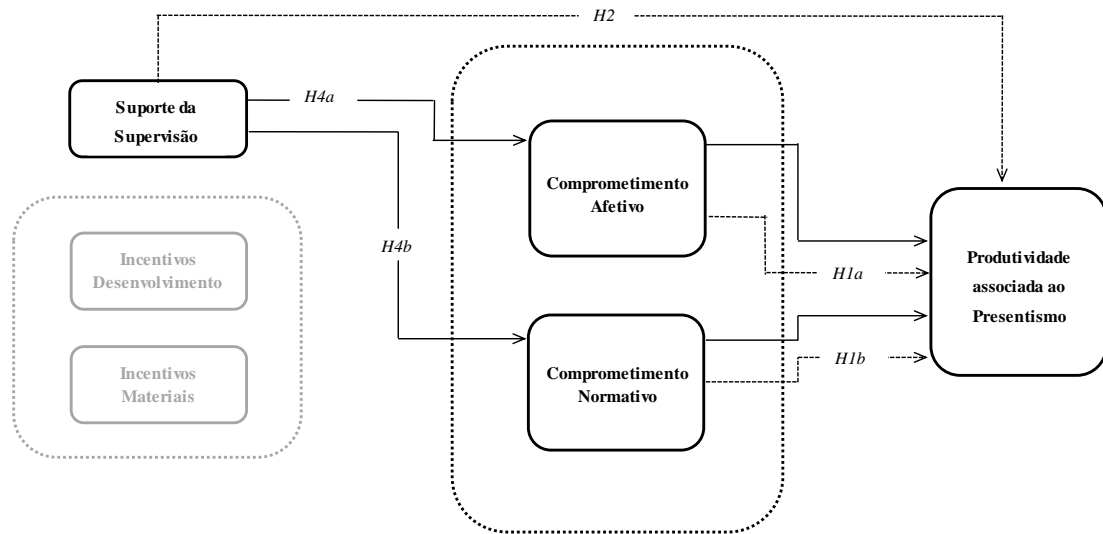 H2
Suporte da
Supervisão
H4a
H4b
Incentivos
Desenvolvimento
Incentivos
Materiais
Comprometimento
Afetivo
Comprometimento
Normativo
H1a
H1b
Produtividade
associada ao
Presentismo